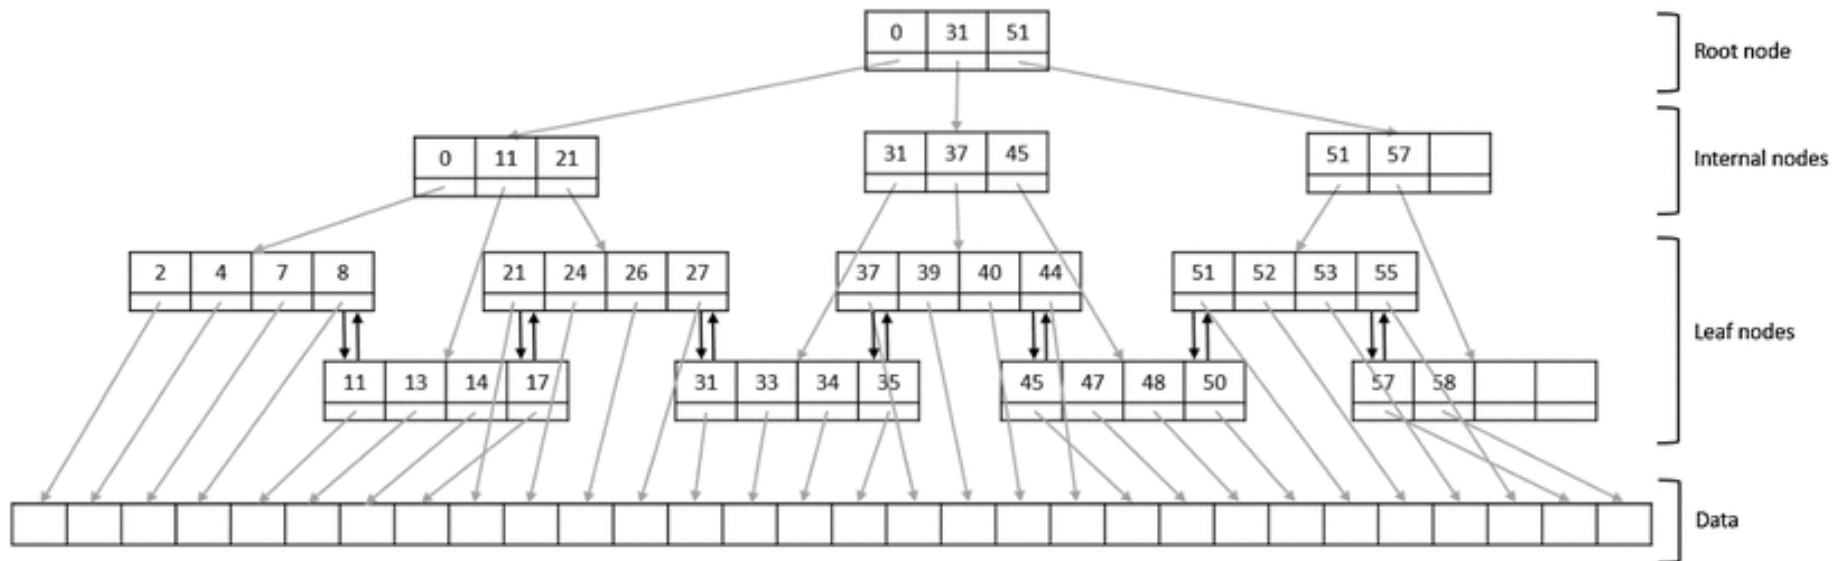 0 31 51
Root node
0 11 21
31 37 45
51 57
Internal nodes
2 4 7 8
21 24 26 27
37 39 40 44
51 52 53 55
Leaf nodes
11 13 14 17
31 33 34 35
45 47 48 50
57 58
Data